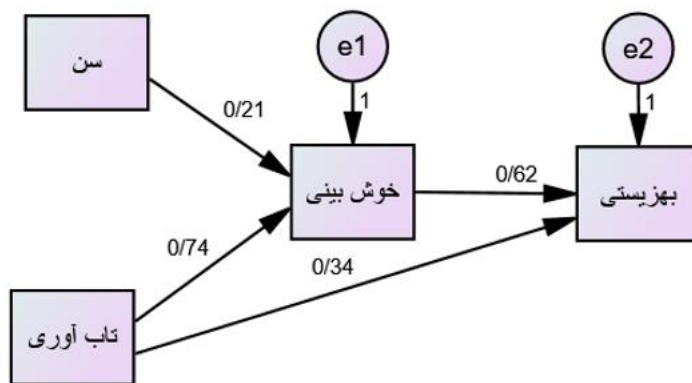 سن
e1
e2
0/21
1
1
خوش بینی
0/62
بهزیستی
0/74
0/34
تاب آوری